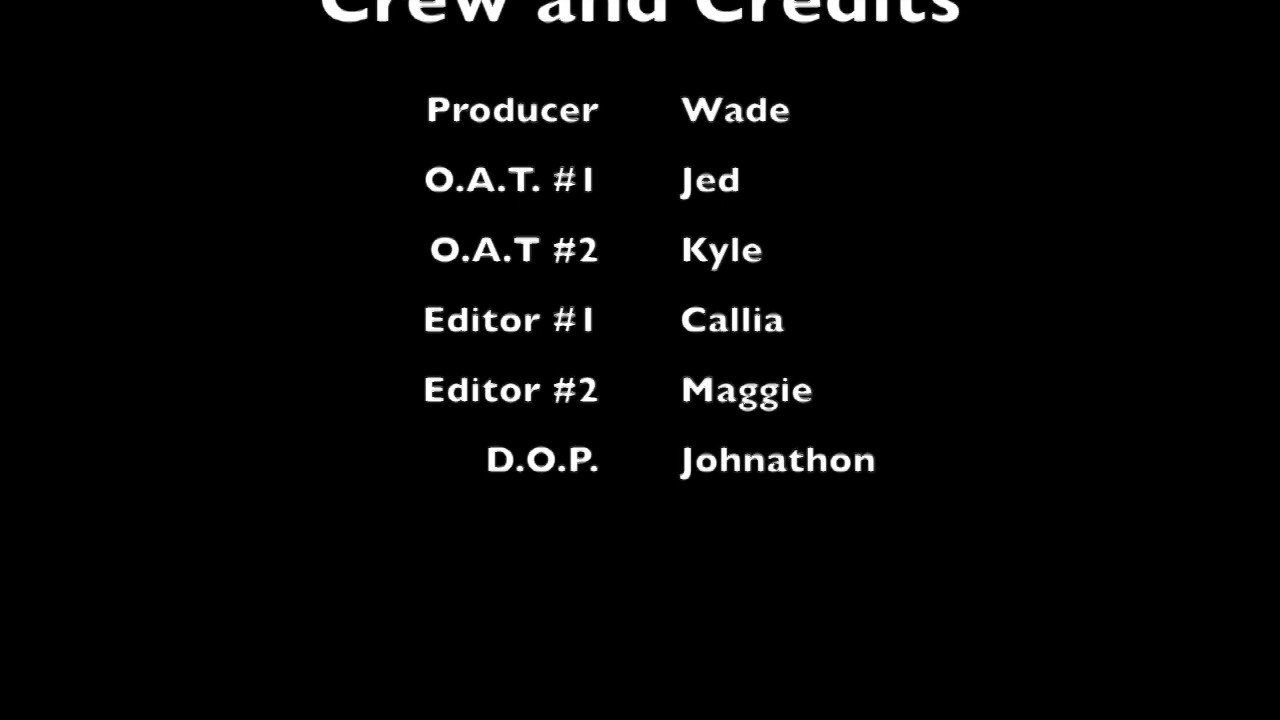 Crew and Credits
Producer Wade
O.A.T. #1 Jed
O.A.T #2 Kyle
Editor #1 Callia
Editor #2 Maggie
D.O.P. Johnathon